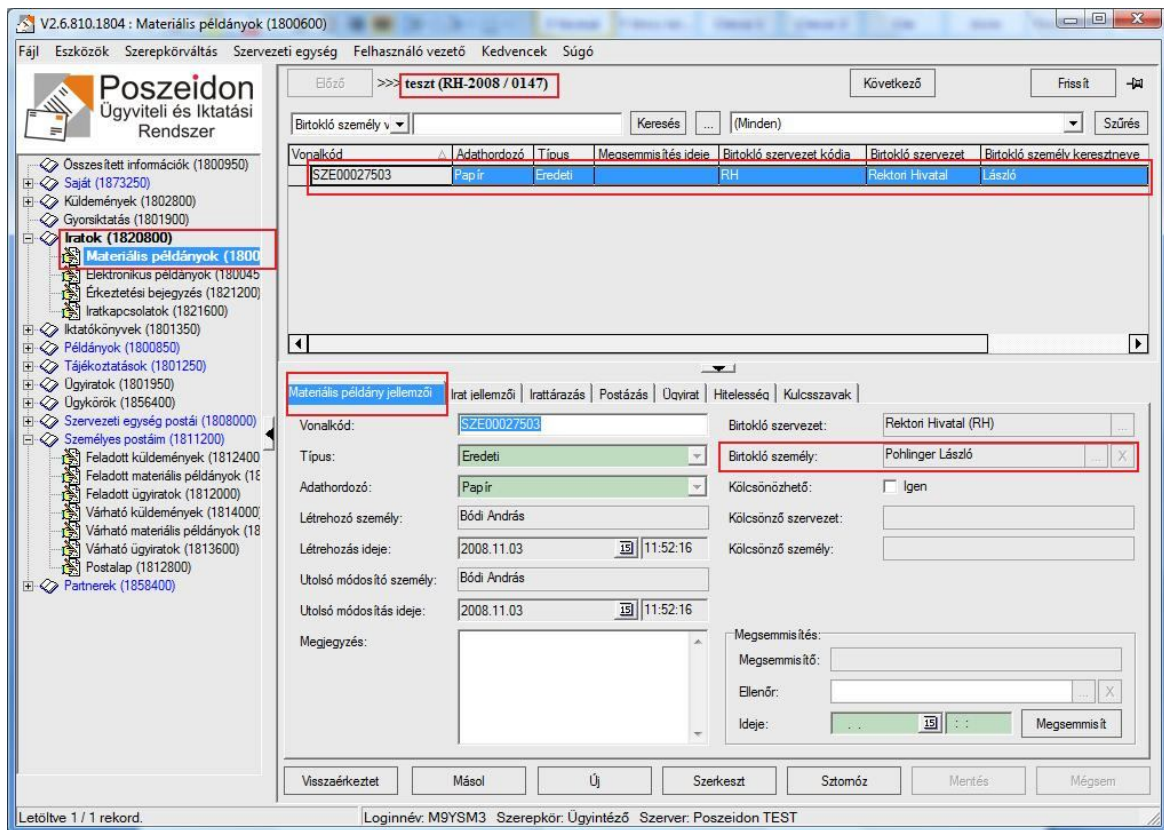 V2.6.810.1804 : Materiális példányok (1800600)
Fájl Eszközök Szerepkörváltás Szervezeti egység Felhasználó vezető Kedvencek Súgó
Poszeidon
Ügyviteli és Iktatási
Rendszer
Összesített információk (1800950)
Saját (1873250)
Küldemények (1802800)
Gyorsiktatás (1801900)
Iratok (1820800)
Materiális példányok (1800
Elektronikus példányok (180045
Érkeztetési bejegyzés (1821200)
Iratkapcsolatok (1821600)
Iktatókönyvek (1801350)
Példányok (1800850)
Tájékoztatások (1801250)
Ügyiratok (1801950)
Ügykörök (1856400)
Szervezeti egység postái (1808000)
Személyes postáim (1811200)
Feladott küldemények (1812400
Feladott materiális példányok (18
Feladott ügyiratok (1812000)
Várható küldemények (1814000)
Várható materiális példányok (18
Várható ügyiratok (1813600)
Postalap (1812800)
Partnerek (1858400)
Előző >>> teszt (RH-2008 / 0147) Következő Frissít
Birtokló személy v Keresés ... (Minden) Szűrés
Vonalkód Adathordozó Típus Megsemmisítés ideje Birtokló szervezet kódja Birtokló szervezet Birtokló személy keresztneve
SZE00027503 Papír Eredeti RH Rektori Hivatal László
Materiális példány jellemzői Irat jellemzői Irattárazás Postázás Ügyirat Hitelesség Kulcsszavak
Vonalkód: SZE00027503 Birtokló szervezet: Rektori Hivatal (RH) ...
Típus: Eredeti Birtokló személy: Pohlinger László ... X
Adathordozó: Papír Kölcsönözhető: Igen
Létrehozó személy: Bódi András Kölcsönző szervezet:
Létrehozás ideje: 2008.11.03 15 11:52:16 Kölcsönző személy:
Utolsó módosító személy: Bódi András
Utolsó módosítás ideje: 2008.11.03 15 11:52:16
Megjegyzés: Megsemmisítés:
Megsemmisítő:
Ellenőr: ... X
Ideje: . . 15 : : Megsemmisít
Visszaérkeztet Másol Új Szerkeszt Sztornóz Mentés Mégsem
Letöltve 1 / 1 rekord. Loginnév: M9YSM3 Szerepkör: Ügyintéző Szerver: Poszeidon TEST